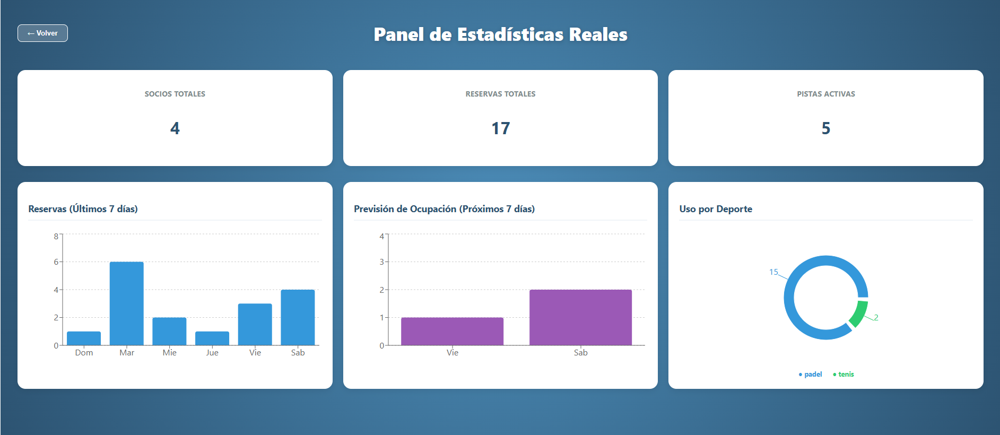 ← Volver
Panel de Estadísticas Reales
SOCIOS TOTALES
4
RESERVAS TOTALES
17
PISTAS ACTIVAS
5
Reservas (Últimos 7 días)
8
6
4
2
0
Dom Mar Mie Jue Vie Sab
Previsión de Ocupación (Próximos 7 días)
4
3
2
1
0
Vie Sab
Uso por Deporte
15
2
● padel ● tenis